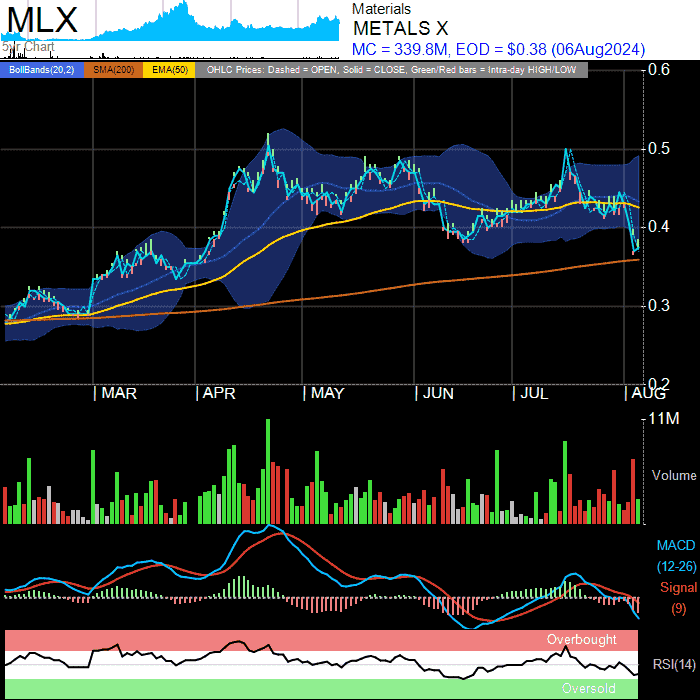 MLX
5yr Chart
Materials
METALS X
MC = 339.8M, EOD = $0.38 (06Aug2024)
BollBands(20,2) SMA(200) EMA(50) OHLC Prices: Dashed = OPEN, Solid = CLOSE, Green/Red bars = Intra-day HIGH/LOW
0.6
0.5
0.4
0.3
0.2
| MAR | APR | MAY | JUN | JUL | AUG
11M
Volume
MACD
(12-26)
Signal
(9)
Overbought
RSI(14)
Oversold